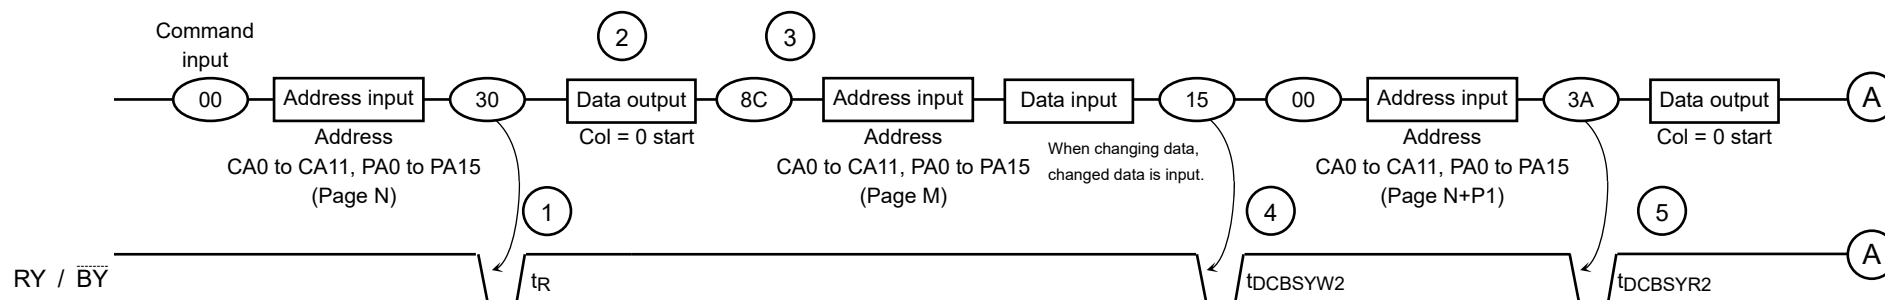 Command
input
2
3
00
Address input
30
Data output
8C
Address input
Data input
15
00
Address input
3A
Data output
A
Address
CA0 to CA11, PA0 to PA15
(Page N)
Col = 0 start
Address
CA0 to CA11, PA0 to PA15
(Page M)
When changing data,
changed data is input.
Address
CA0 to CA11, PA0 to PA15
(Page N+P1)
Col = 0 start
1
4
5
RY / BY
tR
tDCBSYW2
tDCBSYR2
A